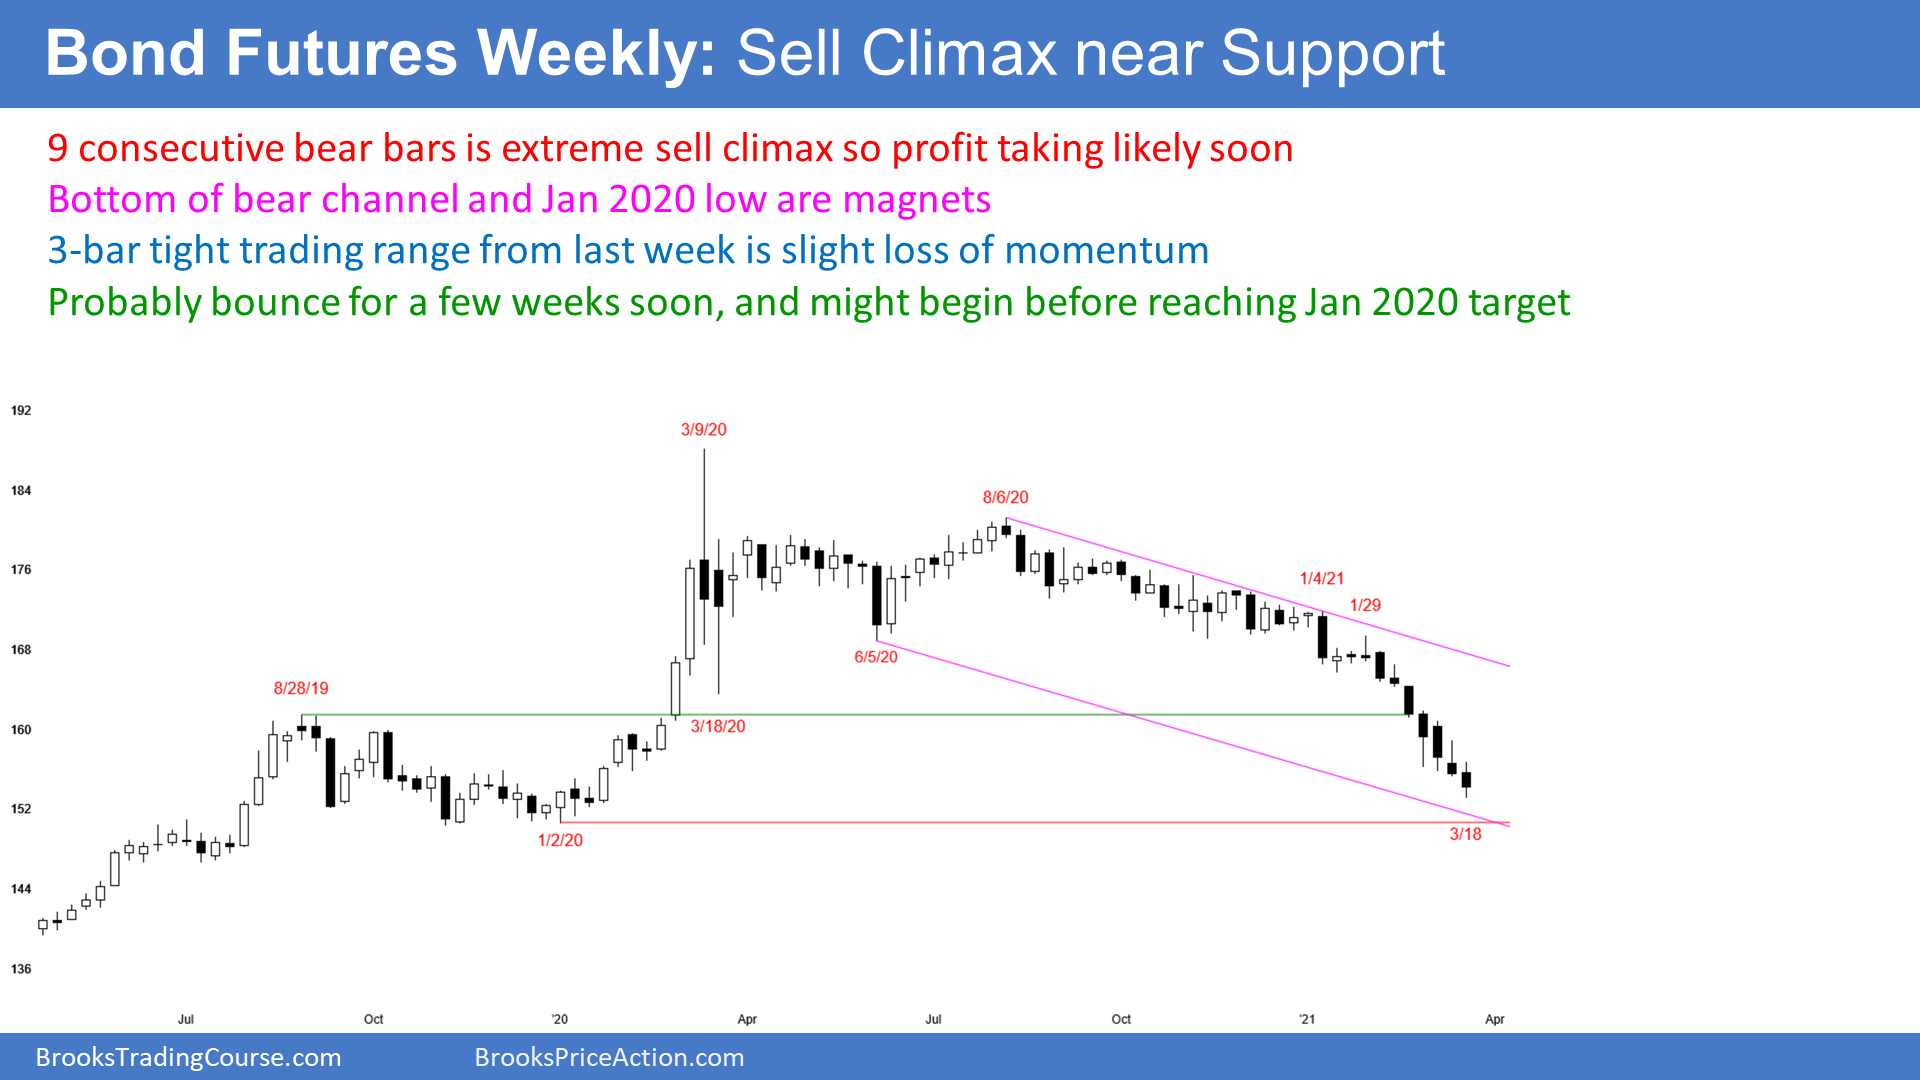 Bond Futures Weekly: Sell Climax near Support
9 consecutive bear bars is extreme sell climax so profit taking likely soon
Bottom of bear channel and Jan 2020 low are magnets
3-bar tight trading range from last week is slight loss of momentum
Probably bounce for a few weeks soon, and might begin before reaching Jan 2020 target
192
3/9/20
184
8/6/20
176
1/4/21
1/29
168
6/5/20
8/28/19
160
3/18/20
152
1/2/20
3/18
144
136
Jul
Oct
'20
Apr
Jul
Oct
'21
Apr
BrooksTradingCourse.com
BrooksPriceAction.com